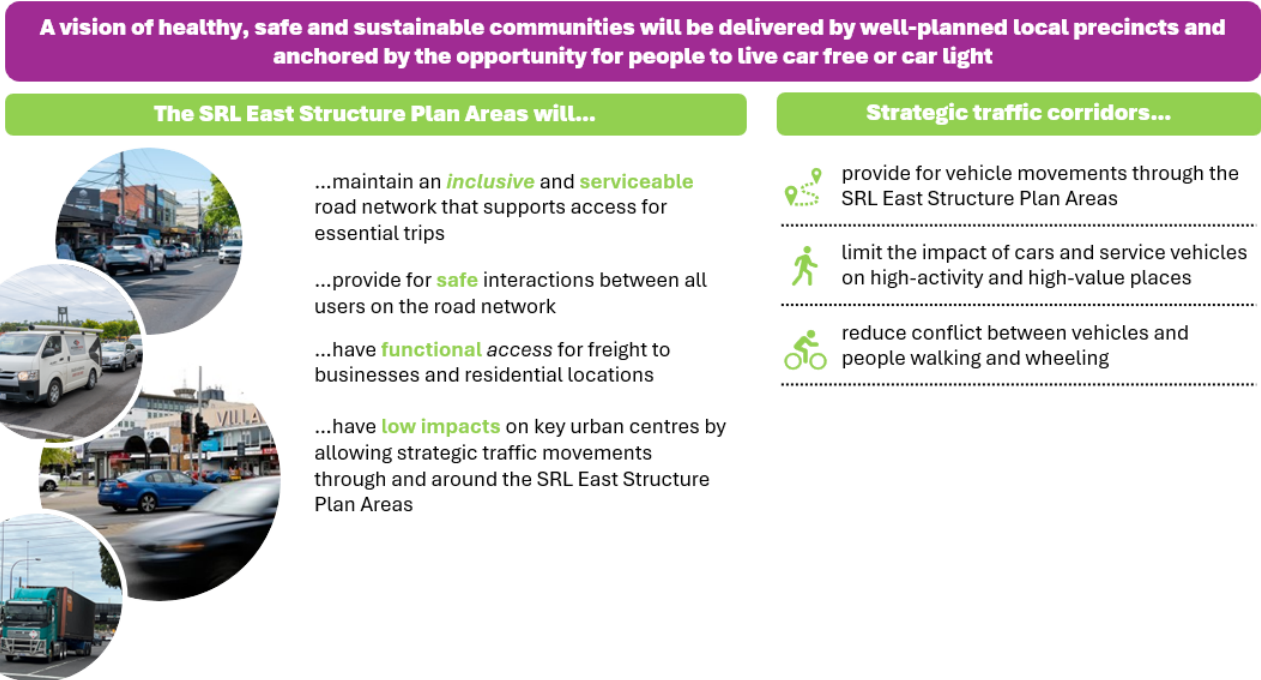 A vision of healthy, safe and sustainable communities will be delivered by well-planned local precincts and
anchored by the opportunity for people to live car free or car light
The SRL East Structure Plan Areas will...
...maintain an inclusive and serviceable
road network that supports access for
essential trips
...provide for safe interactions between all
users on the road network
...have functional access for freight to
businesses and residential locations
...have low impacts on key urban centres by
allowing strategic traffic movements
through and around the SRL East Structure
Plan Areas
VILLA
Strategic traffic corridors...
provide for vehicle movements through the
SRL East Structure Plan Areas
limit the impact of cars and service vehicles
on high-activity and high-value places
reduce conflict between vehicles and
people walking and wheeling